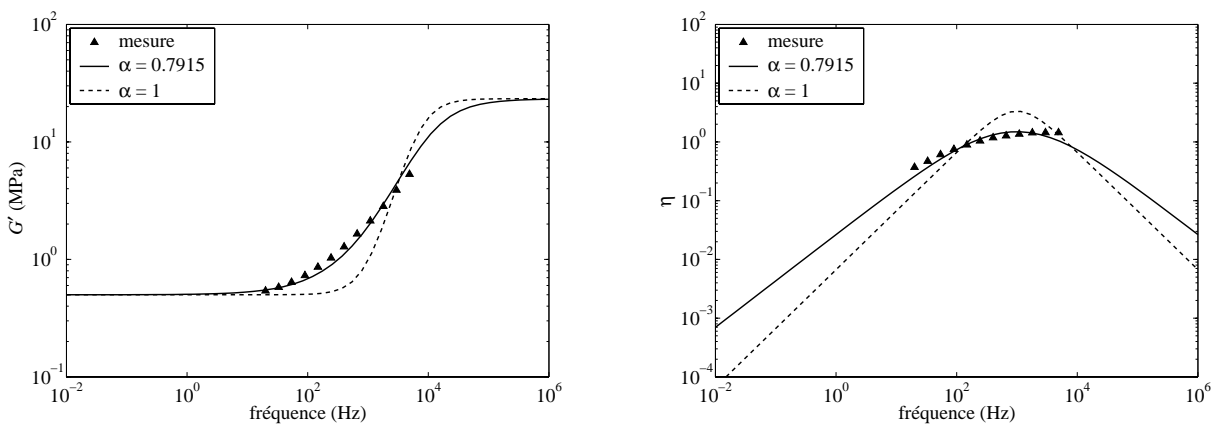 10^2
10^1
10^0
10^{-1}
G' (MPa)
mesure
α = 0.7915
α = 1
10^{-2}
10^0
10^2
10^4
10^6
fréquence (Hz)
10^2
10^1
10^0
10^{-1}
10^{-2}
10^{-3}
10^{-4}
η
mesure
α = 0.7915
α = 1
10^{-2}
10^0
10^2
10^4
10^6
fréquence (Hz)